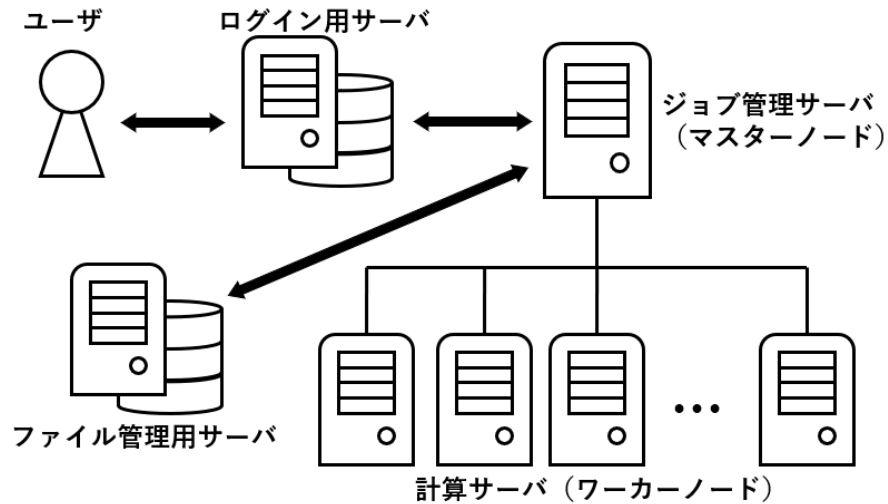 ユーザ
ログイン用サーバ
ジョブ管理サーバ
（マスターノード）
ファイル管理用サーバ
…
計算サーバ（ワーカーノード）